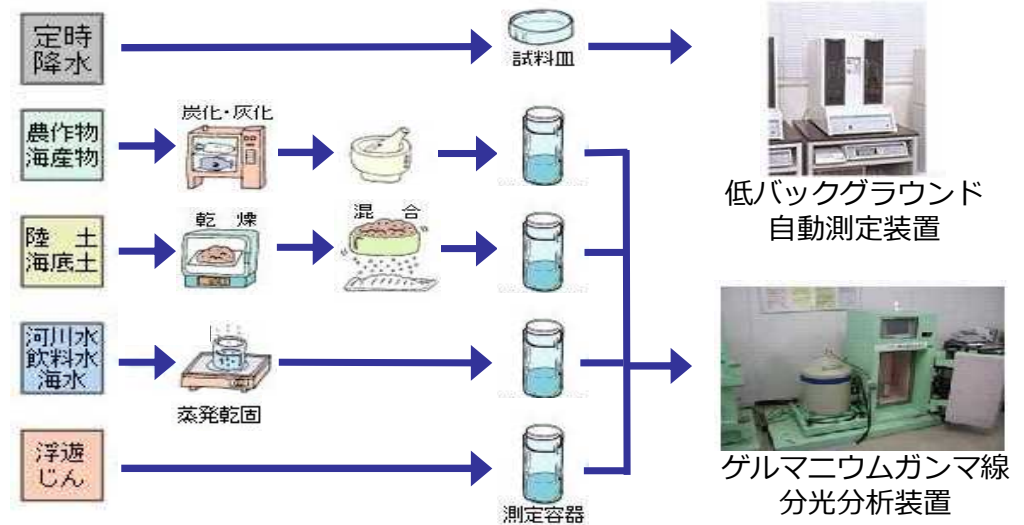 定時
降水
試料皿
低バックグラウンド
自動測定装置
農作物
海産物
炭化・灰化
陸 土
海底土
乾 燥
混 合
河川水
飲料水
海水
蒸発乾固
浮遊
じん
測定容器
ゲルマニウムガンマ線
分光分析装置